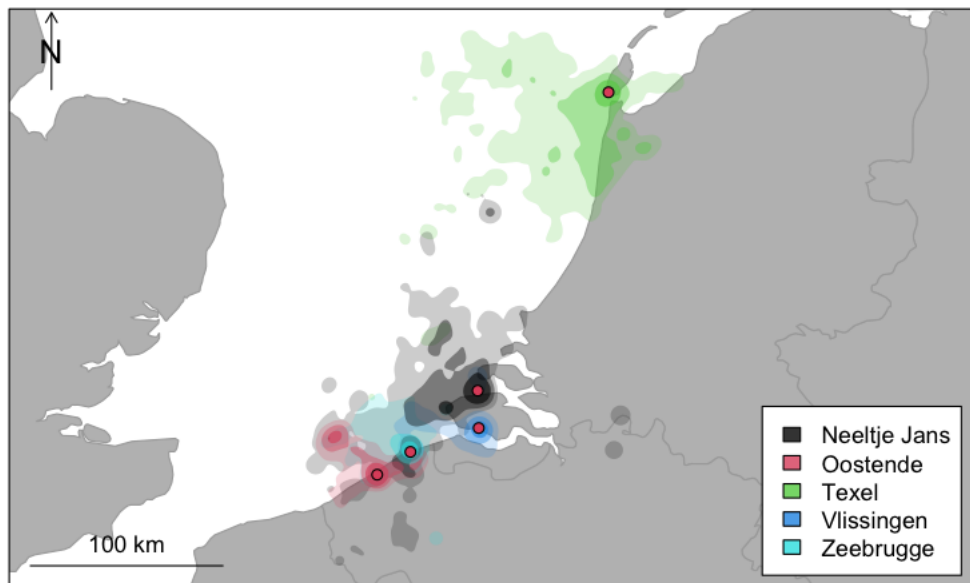 N
Neeltje Jans
Oostende
Texel
Vlissingen
Zeebrugge
100 km